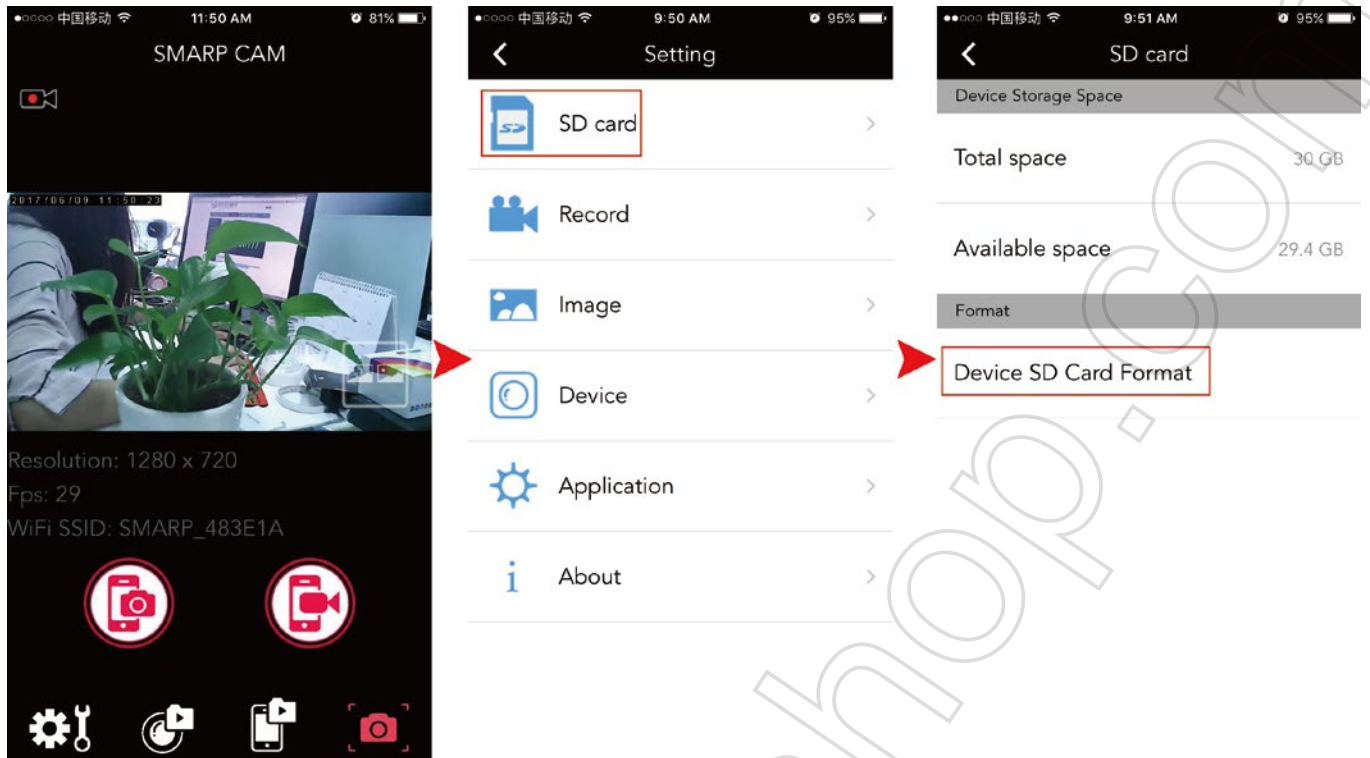 中国移动 11:50 AM 81%
SMARP CAM
2017/06/09 11:50:23
Resolution: 1280 x 720
Fps: 29
WiFi SSID: SMARP_483E1A
中国移动 9:50 AM 95%
Setting
SD card
Record
Image
Device
Application
About
中国移动 9:51 AM 95%
SD card
Device Storage Space
Total space 30 GB
Available space 29.4 GB
Format
Device SD Card Format
hop.com